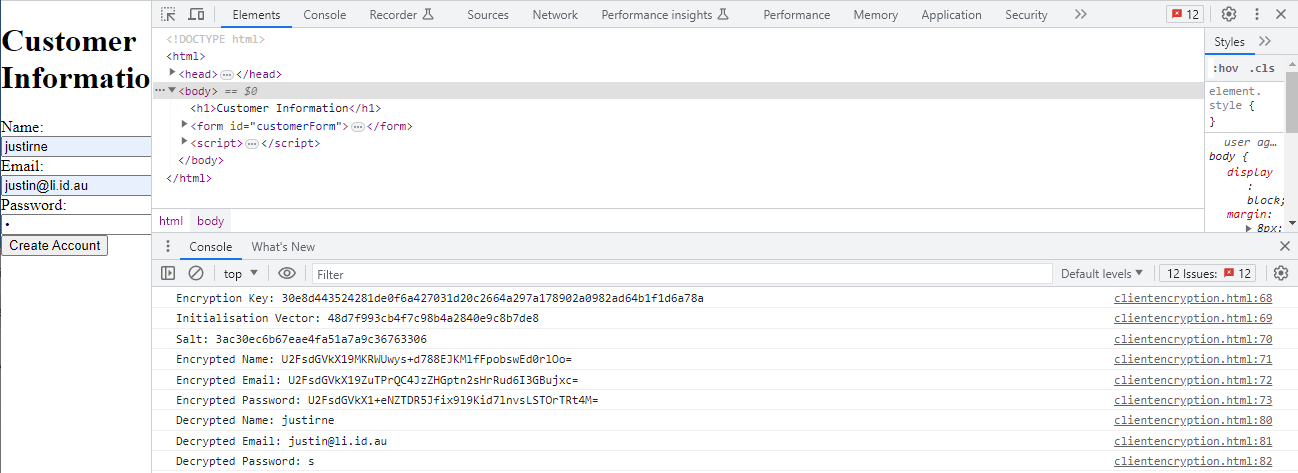 Customer
Informatio
Name:
justirne
Email:
justin@li.id.au
Password:
Create Account
Elements Console Recorder Sources Network Performance insights Performance Memory Application Security 12
<!DOCTYPE html>
<html>
<head> … </head>
… <body> == $0
<h1>Customer Information</h1>
<form id="customerForm"> … </form>
<script> … </script>
</body>
</html>
html body
Styles
:hov .cls
element.
style {
}
user ag…
body {
display
:
block;
margin:
8px;
Console What's New
top Filter Default levels 12 Issues: 12
Encryption Key: 30e8d443524281de0f6a427031d20c2664a297a178902a0982ad64b1f1d6a78a clientencryption.html:68
Initialisation Vector: 48d7f993cb4f7c98b4a2840e9c8b7de8 clientencryption.html:69
Salt: 3ac30ec6b67eae4fa51a7a9c36763306 clientencryption.html:70
Encrypted Name: U2FsdGVkX19MKRWUwys+d788EJKMlfFpobswEd0rlOo= clientencryption.html:71
Encrypted Email: U2FsdGVkX19ZuTPrQC4JzZHGptn2sHrRud6I3GBujxc= clientencryption.html:72
Encrypted Password: U2FsdGVkX1+eNZTDR5Jfix9l9Kid7lnvsLSTOrTRt4M= clientencryption.html:73
Decrypted Name: justirne clientencryption.html:80
Decrypted Email: justin@li.id.au clientencryption.html:81
Decrypted Password: s clientencryption.html:82